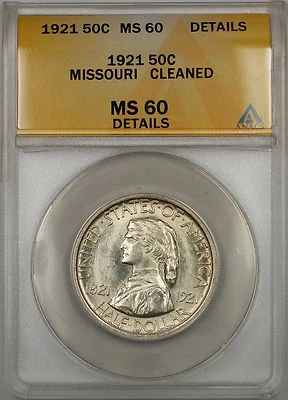 1921 50C MS 60 DETAILS
1921 50C
MISSOURI CLEANED
MS 60
DETAILS
ANACS
UNITED·STATES OF·AMERICA
1821 1921
HALF·DOLLAR